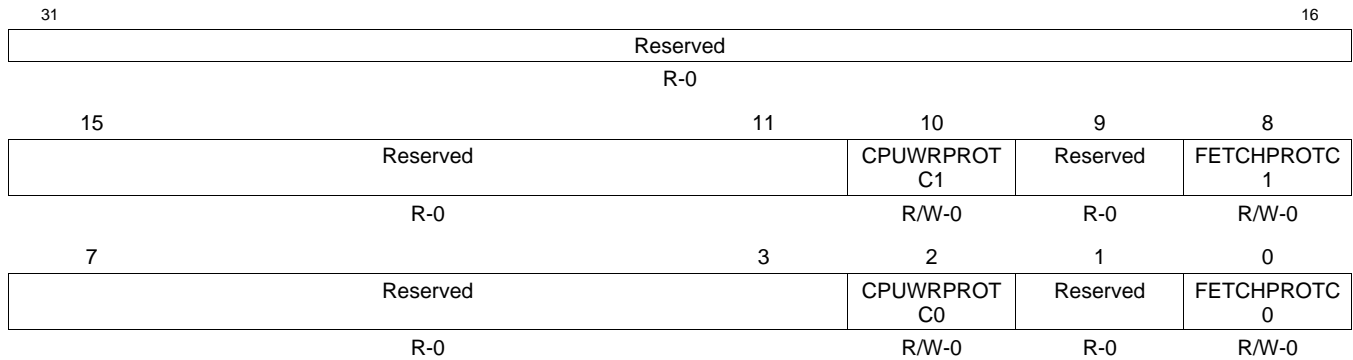 31 16
Reserved
R-0
15 11 10 9 8
Reserved CPUWRPROT Reserved FETCHPROTC
C1 1
R-0 R/W-0 R-0 R/W-0
7 3 2 1 0
Reserved CPUWRPROT Reserved FETCHPROTC
C0 0
R-0 R/W-0 R-0 R/W-0